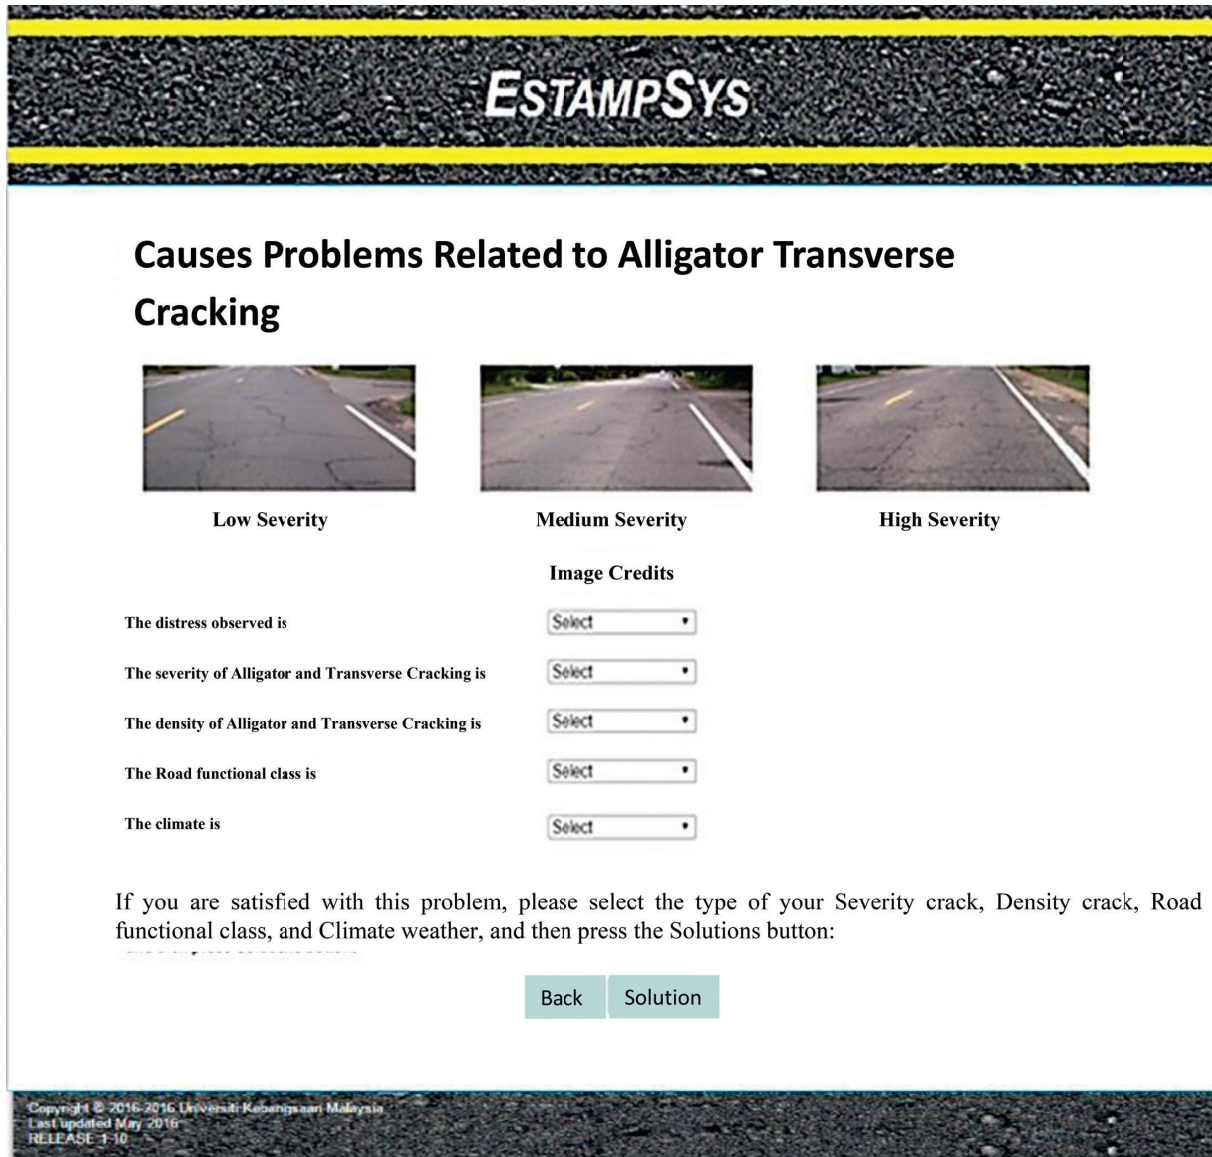 ESTAMPSYS
Causes Problems Related to Alligator Transverse
Cracking
Low Severity Medium Severity High Severity
Image Credits
The distress observed is Select
The severity of Alligator and Transverse Cracking is Select
The density of Alligator and Transverse Cracking is Select
The Road functional class is Select
The climate is Select
If you are satisfied with this problem, please select the type of your Severity crack, Density crack, Road
functional class, and Climate weather, and then press the Solutions button:
Back Solution
Copyright © 2016-2016 Universiti Kebangsaan Malaysia
Last updated May 2016
RELEASE 1-10